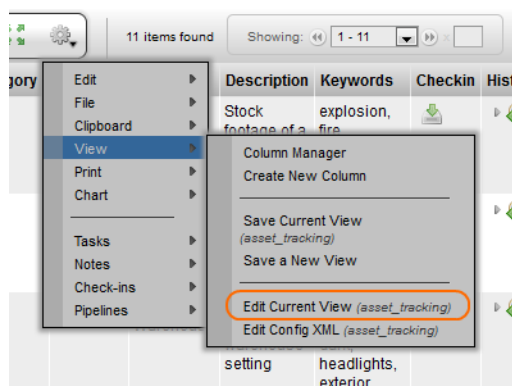 11 items found
Showing:
1 - 11
x
gory
Description Keywords Checkin Hist
Edit
File
Clipboard
View
Print
Chart
Tasks
Notes
Check-ins
Pipelines
Stock
footage of a
explosion,
fire
Column Manager
Create New Column
Save Current View
(asset_tracking)
Save a New View
Edit Current View (asset_tracking)
Edit Config XML (asset_tracking)
setting
headlights,
exterior